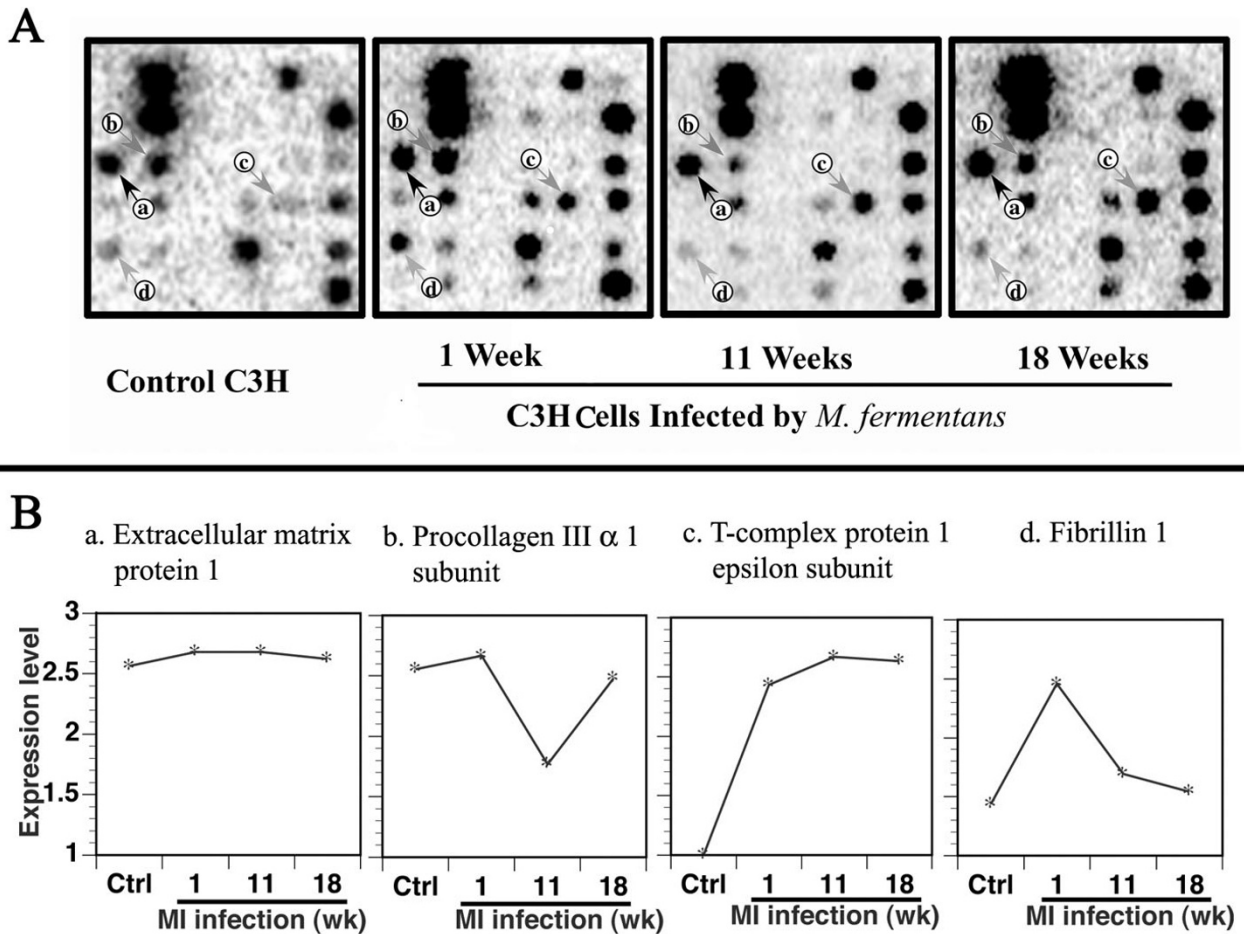 A
b
a
c
d
b
a
c
d
b
a
c
d
b
a
c
d
Control C3H
1 Week
11 Weeks
18 Weeks
C3H Cells Infected by M. fermentans
B
a. Extracellular matrix
protein 1
b. Procollagen III α 1
subunit
c. T-complex protein 1
epsilon subunit
d. Fibrillin 1
Expression level
3
2.5
2
1.5
1
Ctrl 1 11 18
MI infection (wk)
Ctrl 1 11 18
MI infection (wk)
Ctrl 1 11 18
MI infection (wk)
Ctrl 1 11 18
MI infection (wk)